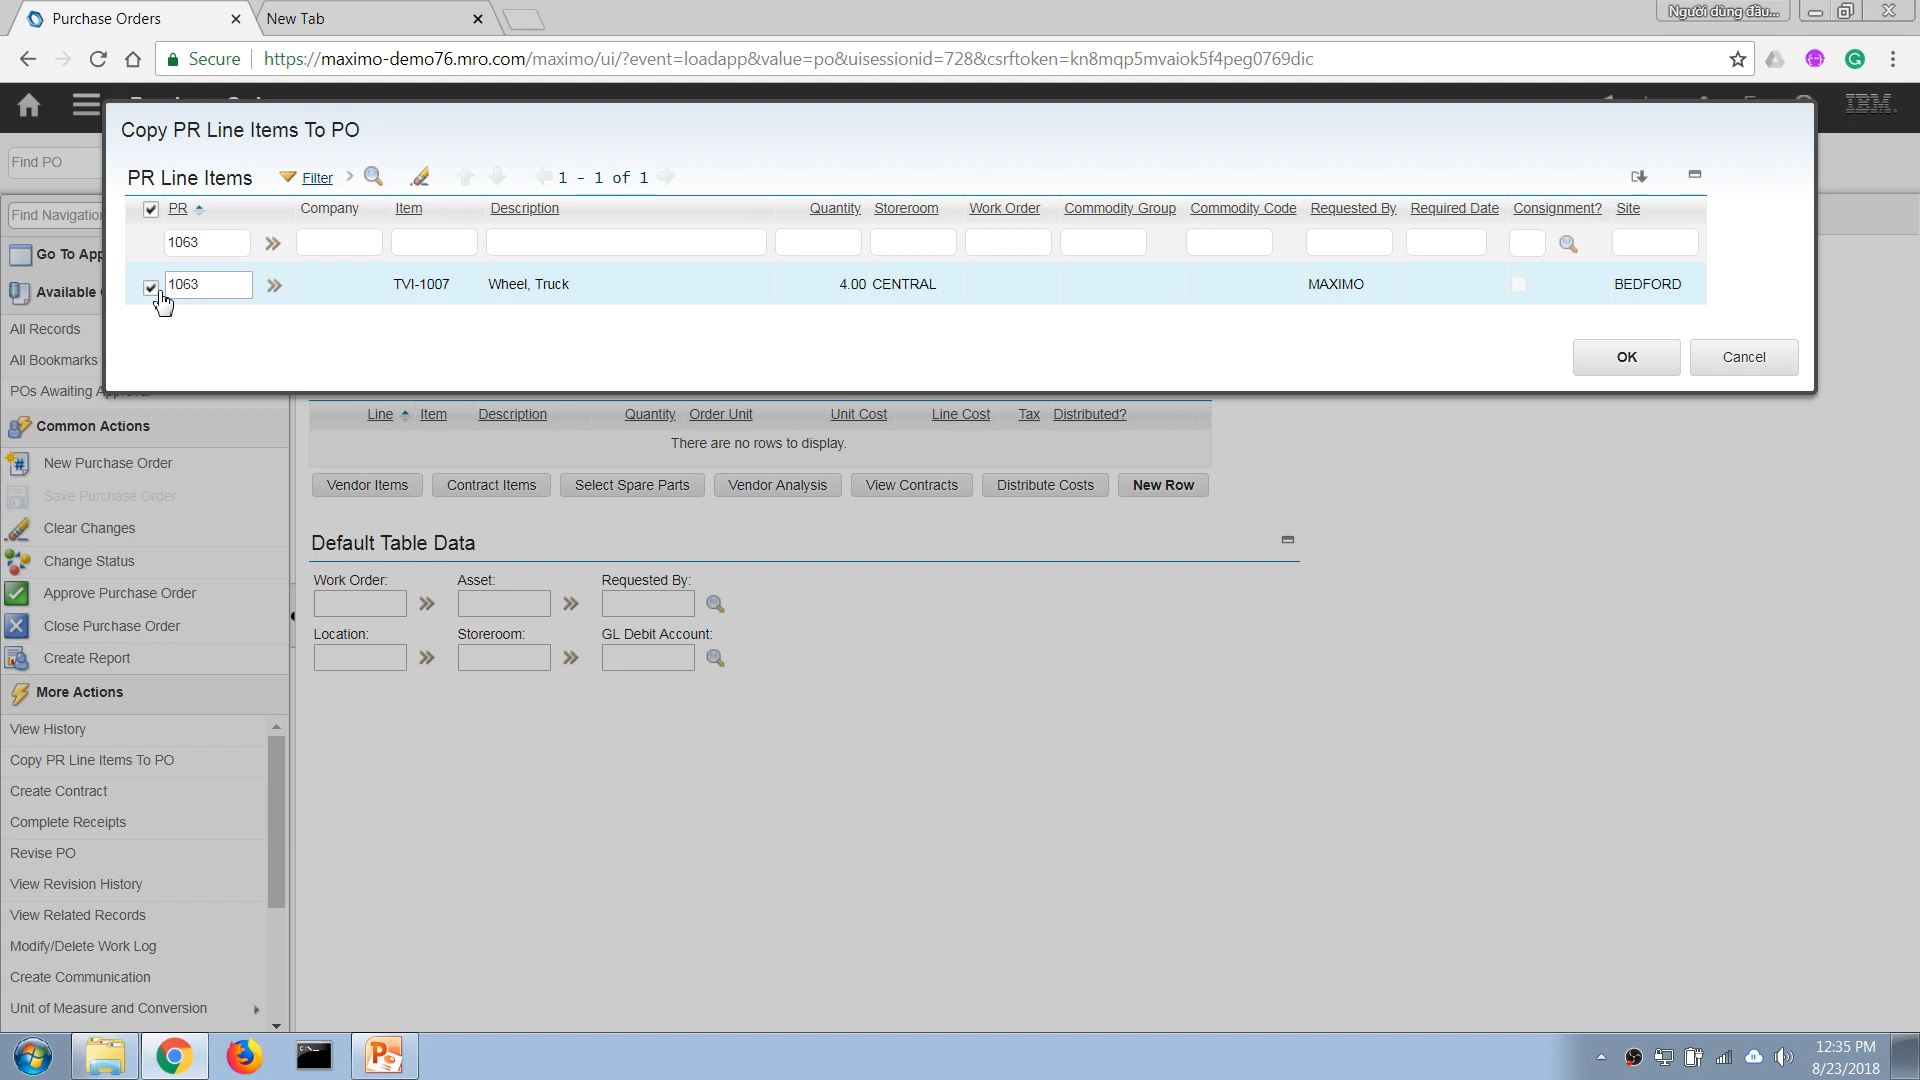 Purchase Orders
New Tab
Người dùng đầu...
Secure
https://maximo-demo76.mro.com/maximo/ui/?event=loadapp&value=po&uisessionid=728&csrftoken=kn8mqp5mvaiok5f4peg0769dic
IBM.
Copy PR Line Items To PO
PR Line Items Filter 1 - 1 of 1
PR Company Item Description Quantity Storeroom Work Order Commodity Group Commodity Code Requested By Required Date Consignment? Site
1063
1063 TVI-1007 Wheel, Truck 4.00 CENTRAL MAXIMO BEDFORD
OK Cancel
Find PO
Find Navigation
Go To App
Available
All Records
All Bookmarks
POs Awaiting Approval
Common Actions
New Purchase Order
Save Purchase Order
Clear Changes
Change Status
Approve Purchase Order
Close Purchase Order
Create Report
More Actions
View History
Copy PR Line Items To PO
Create Contract
Complete Receipts
Revise PO
View Revision History
View Related Records
Modify/Delete Work Log
Create Communication
Unit of Measure and Conversion
Line Item Description Quantity Order Unit Unit Cost Line Cost Tax Distributed?
There are no rows to display.
Vendor Items Contract Items Select Spare Parts Vendor Analysis View Contracts Distribute Costs New Row
Default Table Data
Work Order: Asset: Requested By:
Location: Storeroom: GL Debit Account:
12:35 PM
8/23/2018